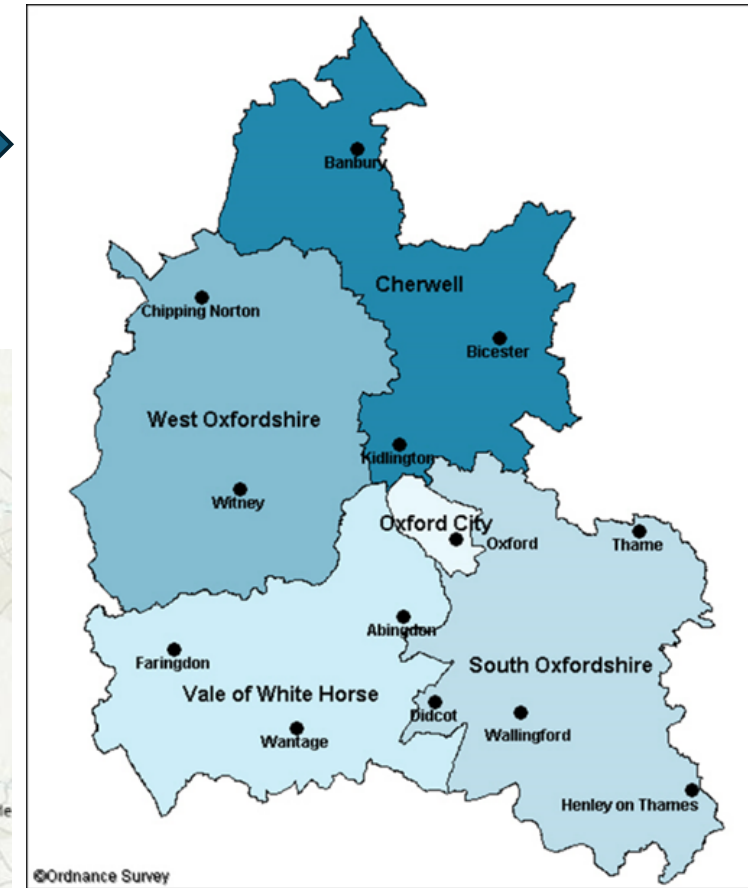 Banbury
Cherwell
Chipping Norton
Bicester
West Oxfordshire
Kidlington
Witney
Oxford City
Oxford
Thame
Abingdon
Faringdon
South Oxfordshire
Vale of White Horse
Didcot
Wallingford
Wantage
Henley on Thames
©Ordnance Survey